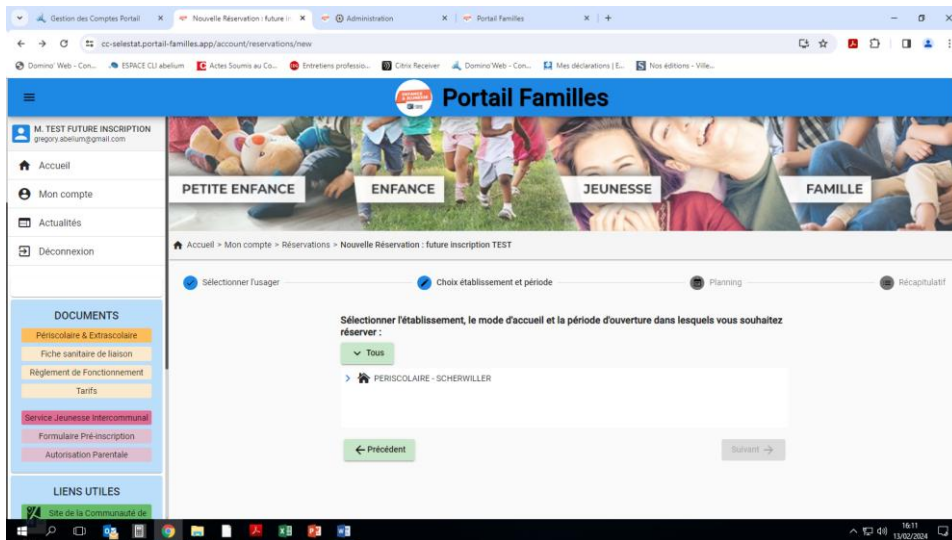 Gestion des Comptes Portail
Nouvelle Réservation : future in
Administration
Portail Familles
cc-selestat.portail-familles.app/account/reservations/new
Domino' Web - Con...
ESPACE CLI abelium
Actes Soumis au Co...
Entretiens professio...
Citrix Receiver
Domino'Web - Con...
Mes déclarations | E...
Nos éditions - Ville...
Portail Familles
M. TEST FUTURE INSCRIPTION
gregory.abelium@gmail.com
Accueil
Mon compte
Actualités
Déconnexion
PETITE ENFANCE
ENFANCE
JEUNESSE
FAMILLE
Accueil > Mon compte > Réservations > Nouvelle Réservation : future inscription TEST
Sélectionner l'usager
Choix établissement et période
Planning
Récapitulatif
Sélectionner l'établissement, le mode d'accueil et la période d'ouverture dans lesquels vous souhaitez
réserver :
Tous
PERISCOLAIRE - SCHERWILLER
Précédent
Suivant
DOCUMENTS
Périscolaire & Extrascolaire
Fiche sanitaire de liaison
Règlement de Fonctionnement
Tarifs
Service Jeunesse Intercommunal
Formulaire Pré-inscription
Autorisation Parentale
LIENS UTILES
Site de la Communauté de
16:11
13/02/2024